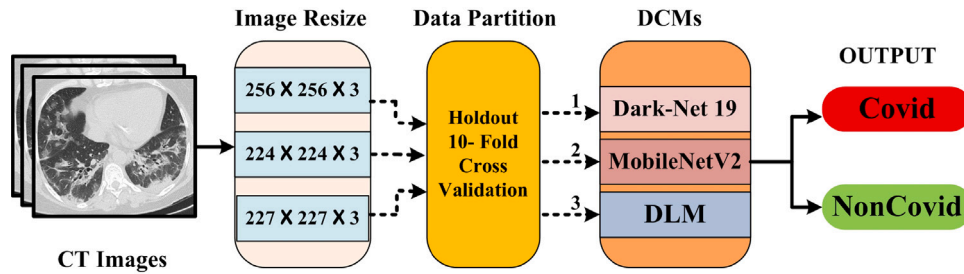 Image Resize
Data Partition
DCMs
OUTPUT
256 X 256 X 3
224 X 224 X 3
227 X 227 X 3
Holdout
10- Fold
Cross
Validation
1
2
3
Dark-Net 19
MobileNetV2
DLM
Covid
NonCovid
CT Images